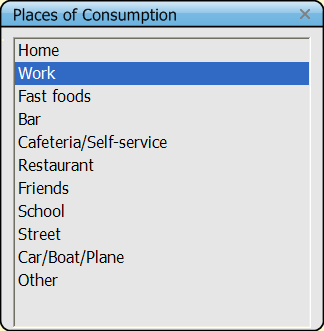 Places of Consumption
Home
Work
Fast foods
Bar
Cafeteria/Self-service
Restaurant
Friends
School
Street
Car/Boat/Plane
Other